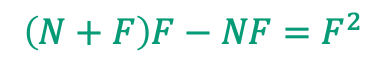 (N + F)F − NF = F²